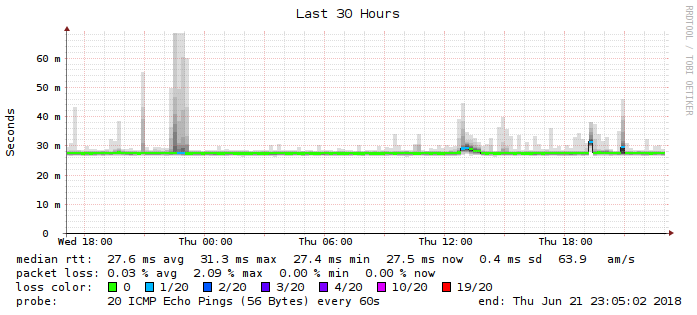 Last 30 Hours
RRDTOOL / TOBI OETIKER
Seconds
60 m
50 m
40 m
30 m
20 m
10 m
0
Wed 18:00 Thu 00:00 Thu 06:00 Thu 12:00 Thu 18:00
median rtt: 27.6 ms avg 31.3 ms max 27.4 ms min 27.5 ms now 0.4 ms sd 63.9 am/s
packet loss: 0.03 % avg 2.09 % max 0.00 % min 0.00 % now
loss color: 0 1/20 2/20 3/20 4/20 10/20 19/20
probe: 20 ICMP Echo Pings (56 Bytes) every 60s end: Thu Jun 21 23:05:02 2018